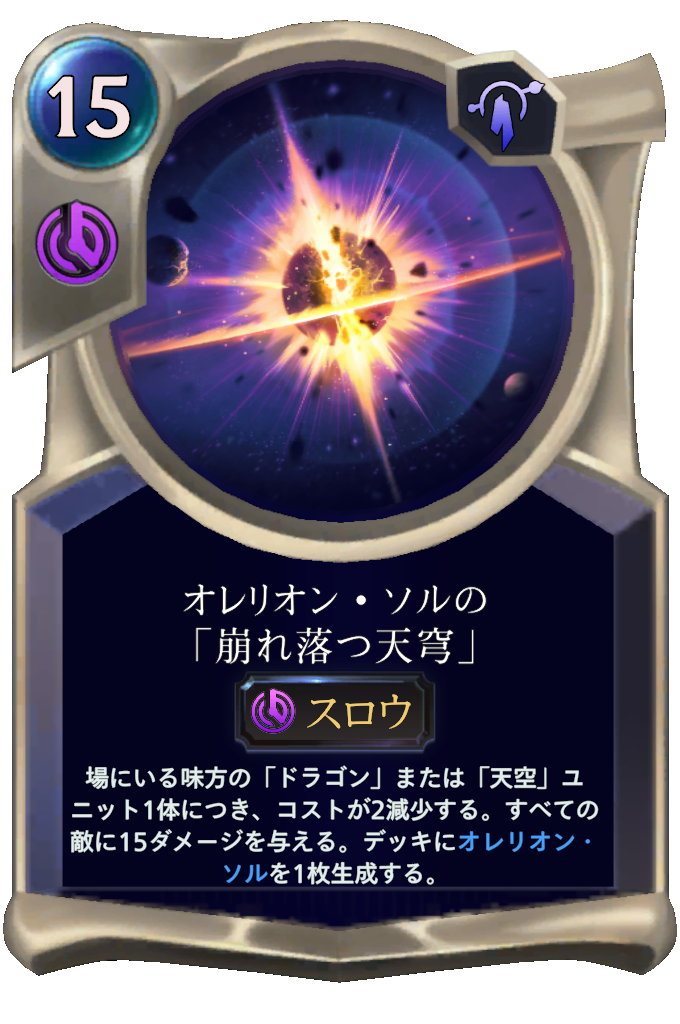 15
オレリオン・ソルの
「崩れ落つ天穹」
スロウ
場にいる味方の「ドラゴン」または「天空」ユ
ニット1体につき、コストが2減少する。すべての
敵に15ダメージを与える。デッキにオレリオン・
ソルを1枚生成する。